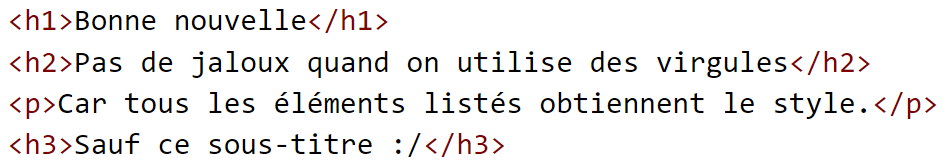 <h1>Bonne nouvelle</h1>
<h2>Pas de jaloux quand on utilise des virgules</h2>
<p>Car tous les éléments listés obtiennent le style.</p>
<h3>Sauf ce sous-titre :/</h3>